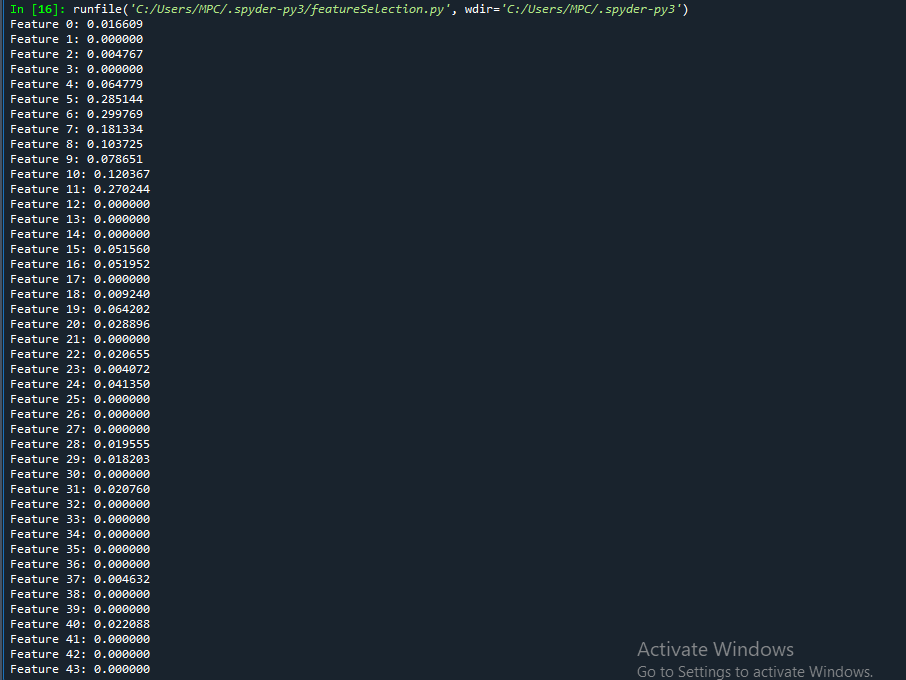 In [16]: runfile('C:/Users/MPC/.spyder-py3/featureSelection.py', wdir='C:/Users/MPC/.spyder-py3')
Feature 0: 0.016609
Feature 1: 0.000000
Feature 2: 0.004767
Feature 3: 0.000000
Feature 4: 0.064779
Feature 5: 0.285144
Feature 6: 0.299769
Feature 7: 0.181334
Feature 8: 0.103725
Feature 9: 0.078651
Feature 10: 0.120367
Feature 11: 0.270244
Feature 12: 0.000000
Feature 13: 0.000000
Feature 14: 0.000000
Feature 15: 0.051560
Feature 16: 0.051952
Feature 17: 0.000000
Feature 18: 0.009240
Feature 19: 0.064202
Feature 20: 0.028896
Feature 21: 0.000000
Feature 22: 0.020655
Feature 23: 0.004072
Feature 24: 0.041350
Feature 25: 0.000000
Feature 26: 0.000000
Feature 27: 0.000000
Feature 28: 0.019555
Feature 29: 0.018203
Feature 30: 0.000000
Feature 31: 0.020760
Feature 32: 0.000000
Feature 33: 0.000000
Feature 34: 0.000000
Feature 35: 0.000000
Feature 36: 0.000000
Feature 37: 0.004632
Feature 38: 0.000000
Feature 39: 0.000000
Feature 40: 0.022088
Feature 41: 0.000000
Feature 42: 0.000000
Feature 43: 0.000000
Activate Windows
Go to Settings to activate Windows.